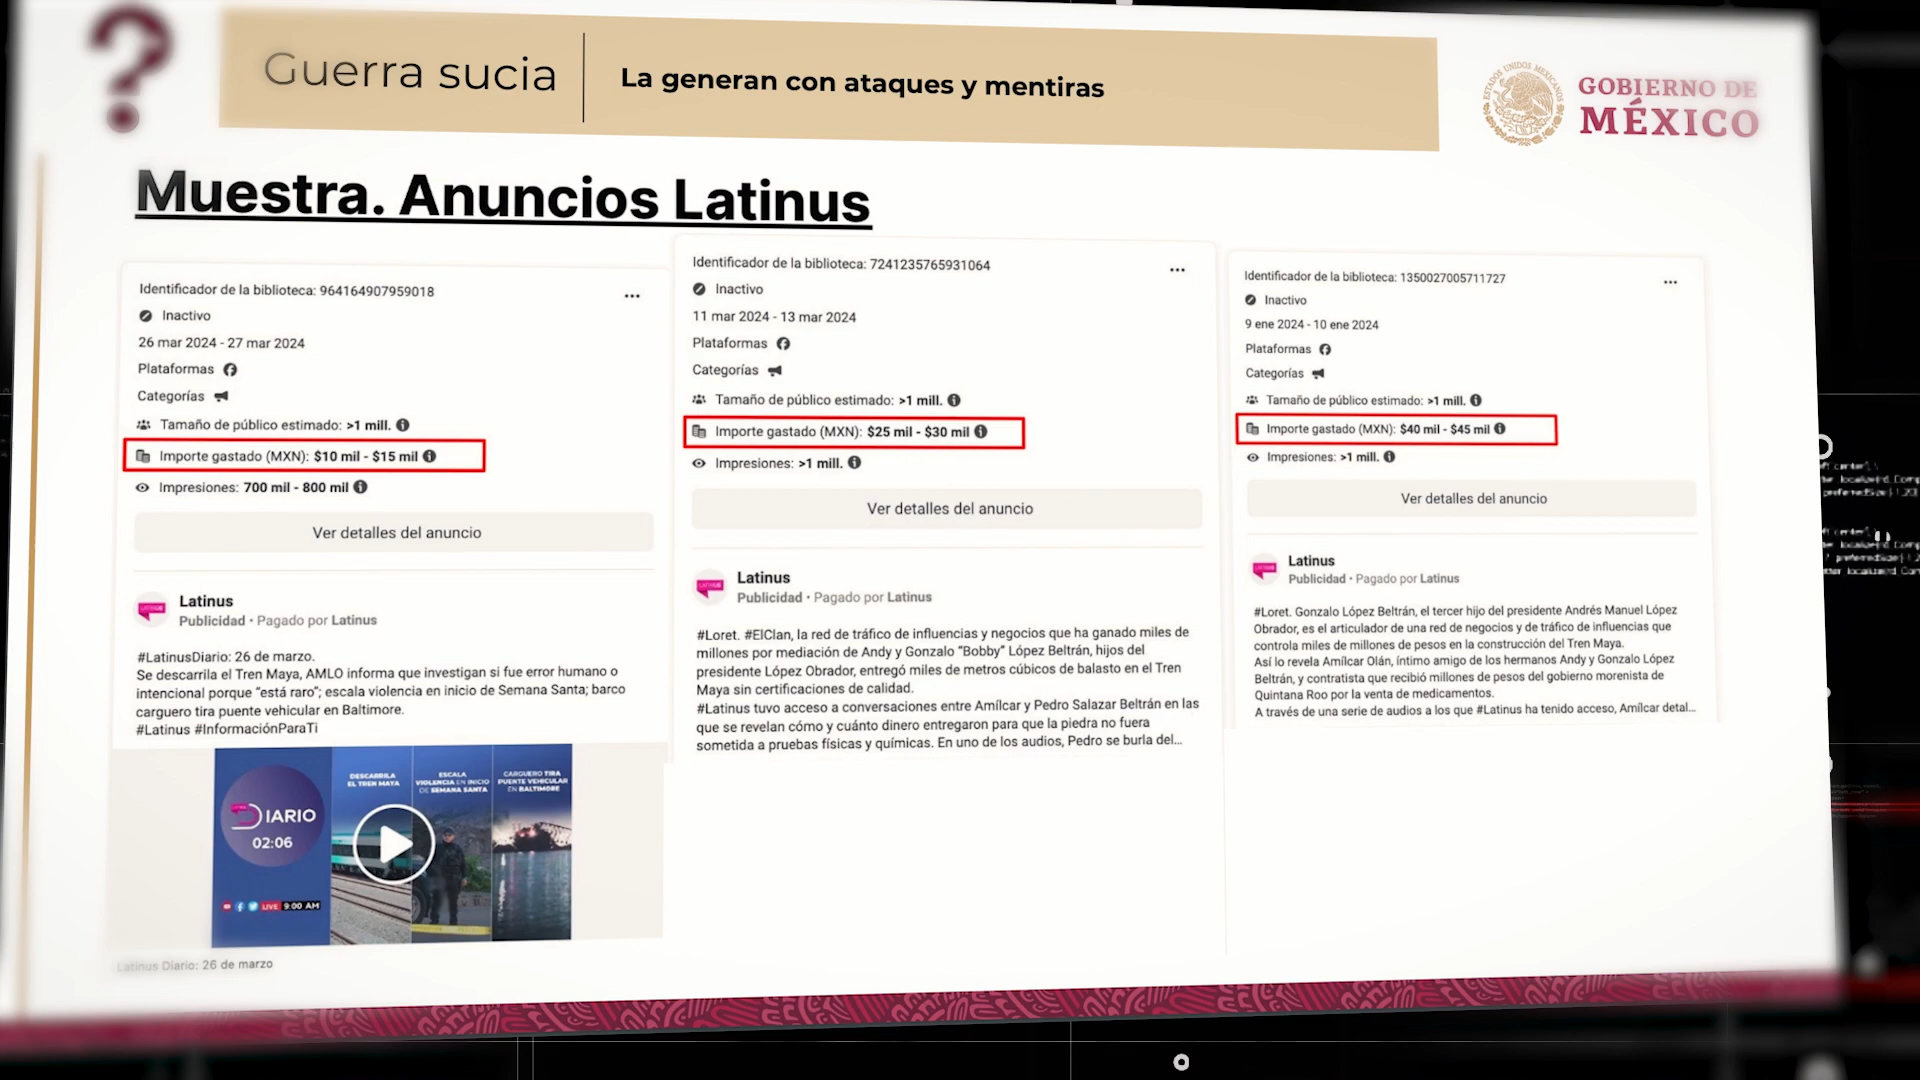 ?
Guerra sucia
La generan con ataques y mentiras
ESTADOS UNIDOS MEXICANOS
GOBIERNO DE
MÉXICO
Muestra. Anuncios Latinus
Identificador de la biblioteca: 964164907959018
Inactivo
26 mar 2024 - 27 mar 2024
Plataformas
Categorías
Tamaño de público estimado: >1 mill.
Importe gastado (MXN): $10 mil - $15 mil
Impresiones: 700 mil - 800 mil
Ver detalles del anuncio
LATINUS
Latinus
Publicidad • Pagado por Latinus
#LatinusDiario: 26 de marzo.
Se descarrila el Tren Maya, AMLO informa que investigan si fue error humano o
intencional porque "está raro"; escala violencia en inicio de Semana Santa; barco
carguero tira puente vehicular en Baltimore.
#Latinus #InformaciónParaTi
DIARIO
02:06
LIVE 9:00 AM
DESCARRILA
EL TREN MAYA
ESCALA
VIOLENCIA EN INICIO
DE SEMANA SANTA
CARGUERO TIRA
PUENTE VEHICULAR
EN BALTIMORE
Latinus Diario: 26 de marzo
Identificador de la biblioteca: 7241235765931064
Inactivo
11 mar 2024 - 13 mar 2024
Plataformas
Categorías
Tamaño de público estimado: >1 mill.
Importe gastado (MXN): $25 mil - $30 mil
Impresiones: >1 mill.
Ver detalles del anuncio
LATINUS
Latinus
Publicidad • Pagado por Latinus
#Loret. #ElClan, la red de tráfico de influencias y negocios que ha ganado miles de
millones por mediación de Andy y Gonzalo "Bobby" López Beltrán, hijos del
presidente López Obrador, entregó miles de metros cúbicos de balasto en el Tren
Maya sin certificaciones de calidad.
#Latinus tuvo acceso a conversaciones entre Amílcar y Pedro Salazar Beltrán en las
que se revelan cómo y cuánto dinero entregaron para que la piedra no fuera
sometida a pruebas físicas y químicas. En uno de los audios, Pedro se burla del...
Identificador de la biblioteca: 1350027005711727
Inactivo
9 ene 2024 - 10 ene 2024
Plataformas
Categorías
Tamaño de público estimado: >1 mill.
Importe gastado (MXN): $40 mil - $45 mil
Impresiones: >1 mill.
Ver detalles del anuncio
LATINUS
Latinus
Publicidad • Pagado por Latinus
#Loret. Gonzalo López Beltrán, el tercer hijo del presidente Andrés Manuel López
Obrador, es el articulador de una red de negocios y de tráfico de influencias que
controla miles de millones de pesos en la construcción del Tren Maya.
Así lo revela Amílcar Olán, íntimo amigo de los hermanos Andy y Gonzalo López
Beltrán, y contratista que recibió millones de pesos del gobierno morenista de
Quintana Roo por la venta de medicamentos.
A través de una serie de audios a los que #Latinus ha tenido acceso, Amílcar detal...